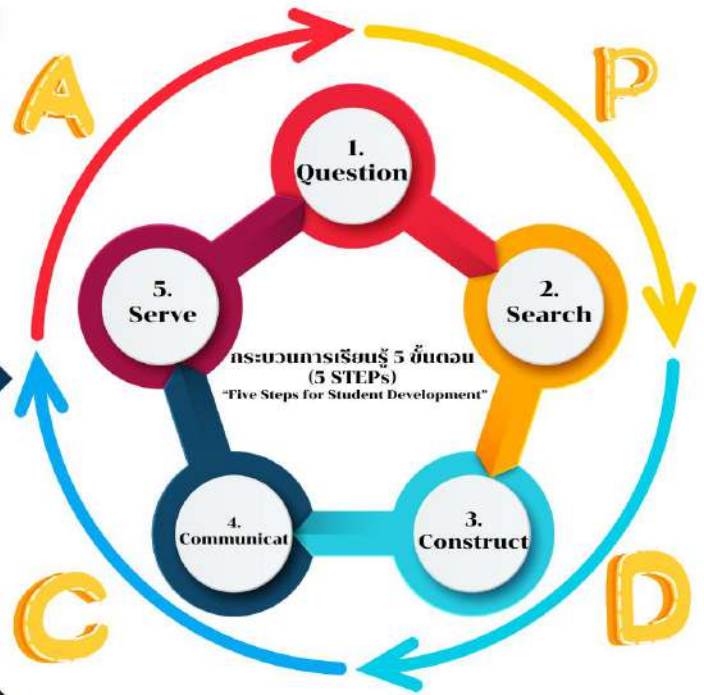 A
P
1.
Question
5.
Serve
2.
Search
กระบวนการเรียนรู้ 5 ขั้นตอน
(5 STEPs)
"Five Steps for Student Development"
4.
Communicat
3.
Construct
C
D